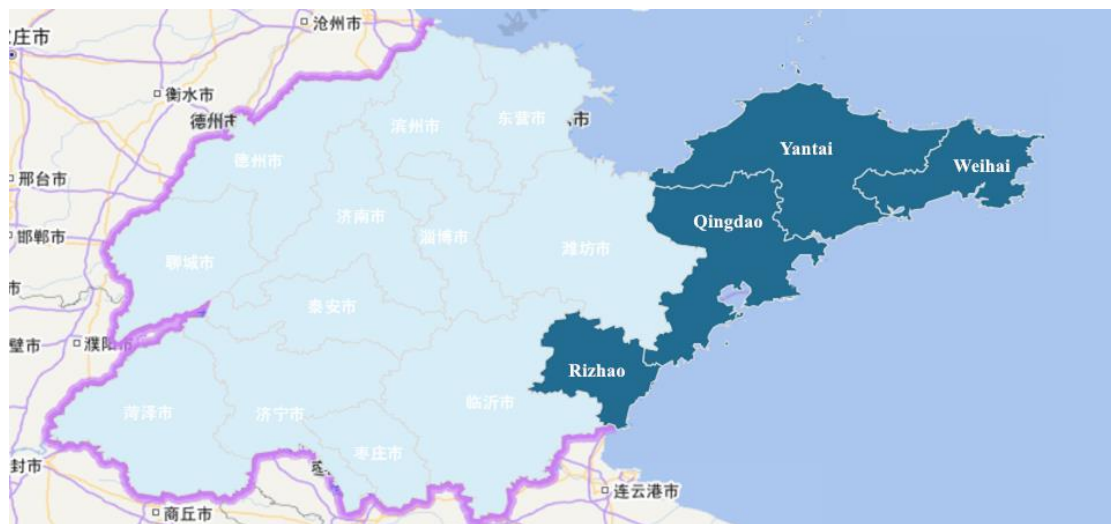 沧州市
庄市
衡水市
德州市
滨州市
东营市
市
Yantai
德州市
Weihai
邢台市
济南市
Qingdao
邯郸市
淄博市
潍坊市
聊城市
市
泰安市
壁市
濮阳市
Rizhao
菏泽市
济宁市
临沂市
枣庄市
封市
连云港市
商丘市